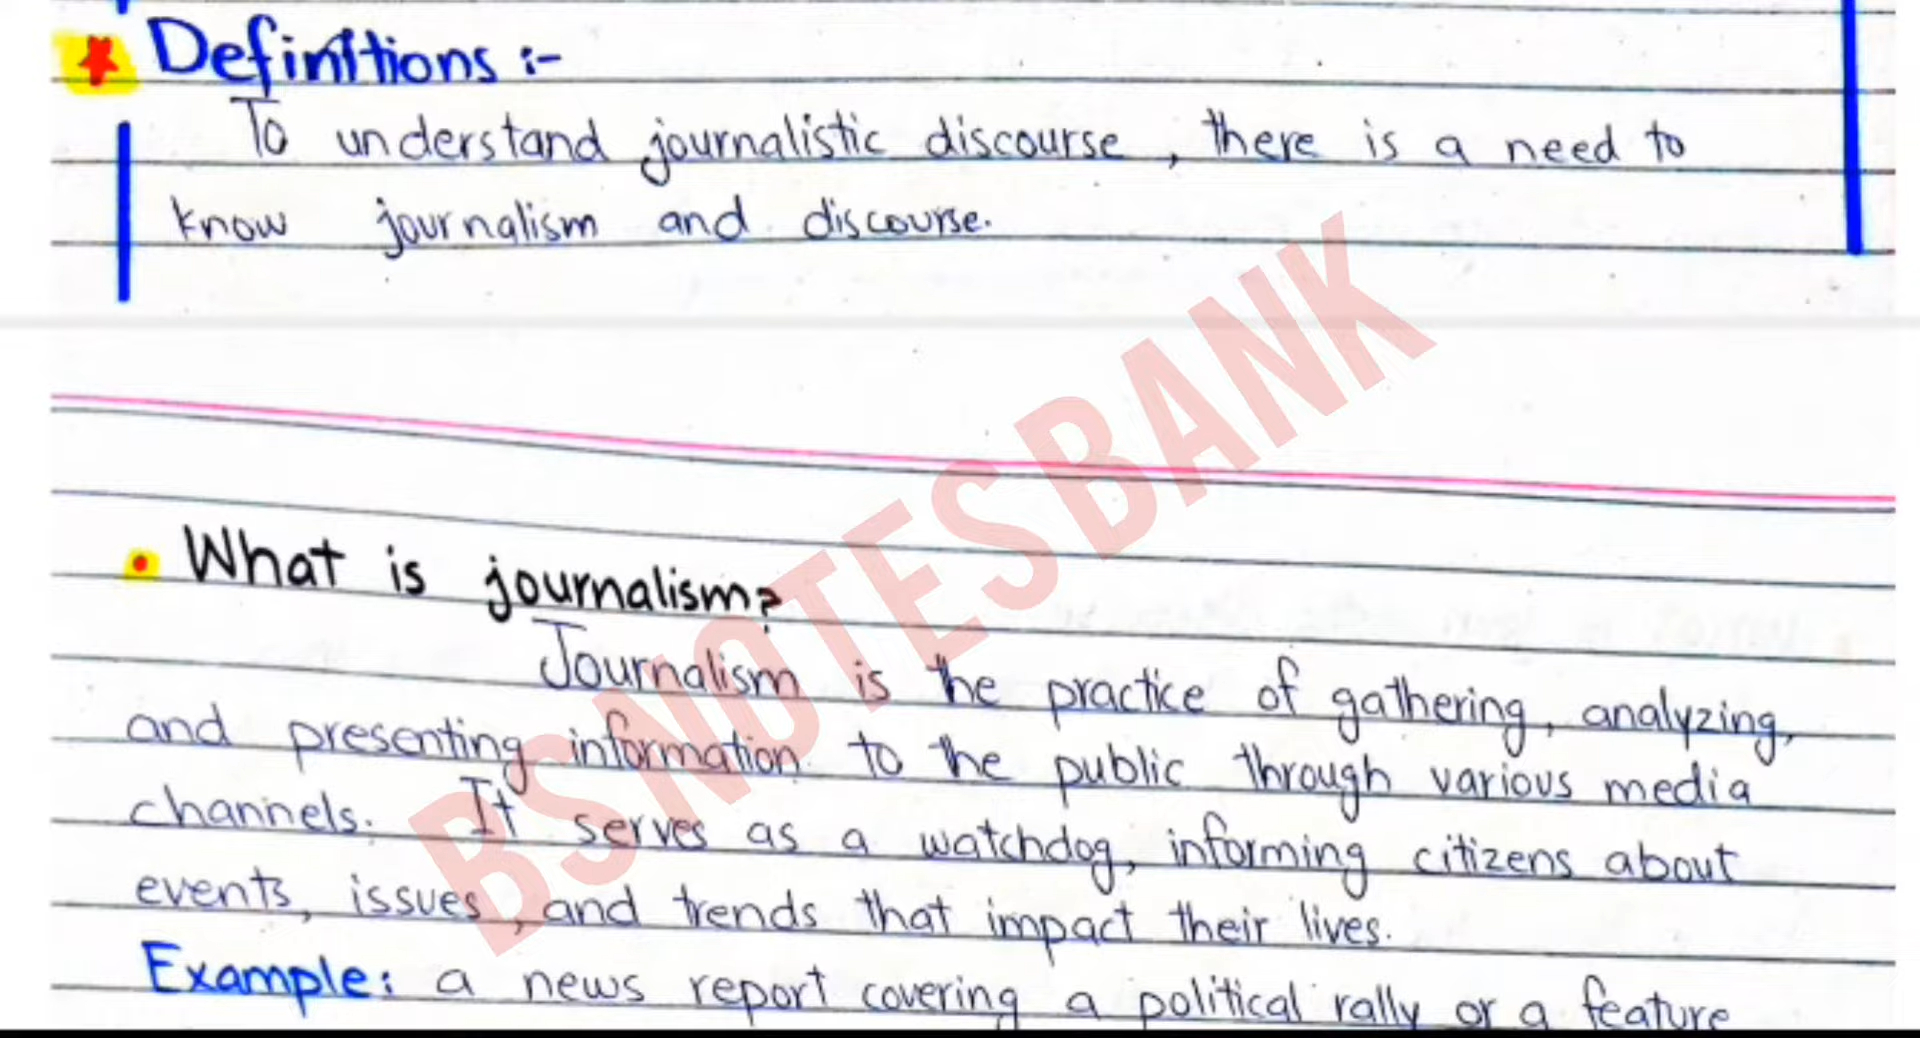 Definitions :-
To understand journalistic discourse, there is a need to
know journalism and discourse.
BSNOTESBANK
• What is journalism?
Journalism is the practice of gathering, analyzing,
and presenting information to the public through various media
channels. It serves as a watchdog, informing citizens about
events, issues, and trends that impact their lives.
Example: a news report covering a political rally or a feature